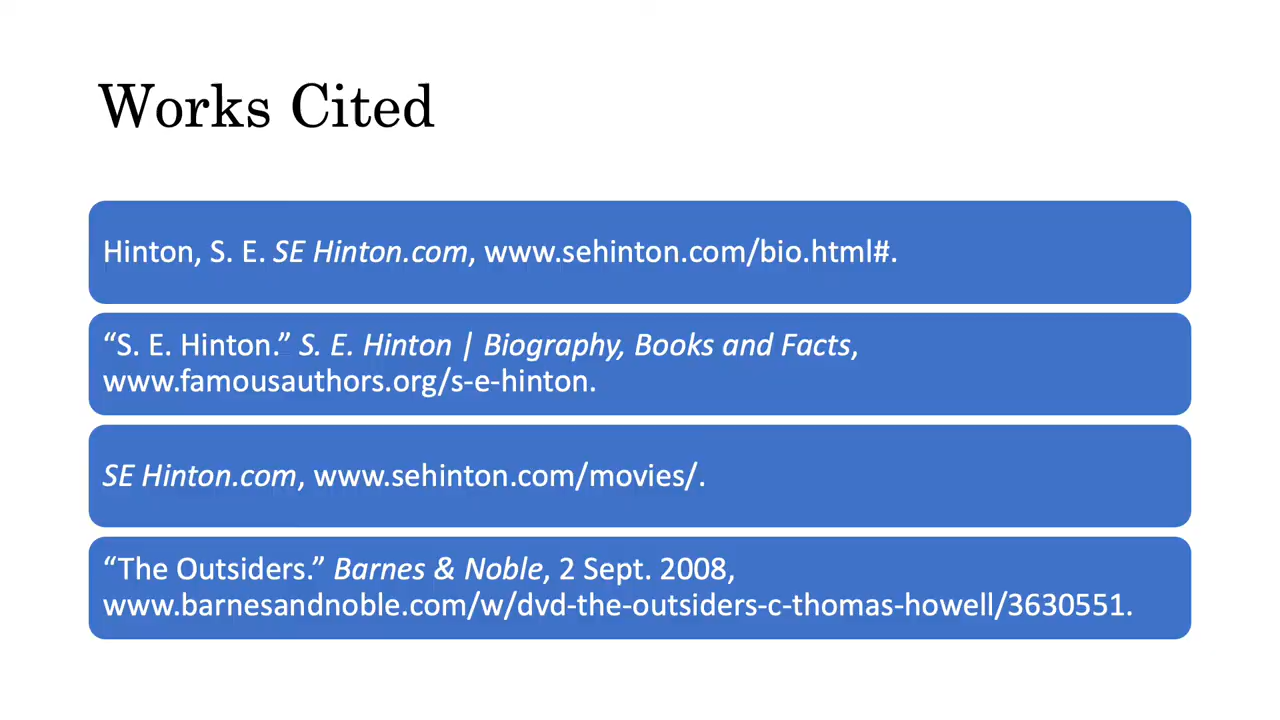 Works Cited
Hinton, S. E. SE Hinton.com, www.sehinton.com/bio.html#.
“S. E. Hinton.” S. E. Hinton | Biography, Books and Facts,
www.famousauthors.org/s-e-hinton.
SE Hinton.com, www.sehinton.com/movies/.
“The Outsiders.” Barnes & Noble, 2 Sept. 2008,
www.barnesandnoble.com/w/dvd-the-outsiders-c-thomas-howell/3630551.